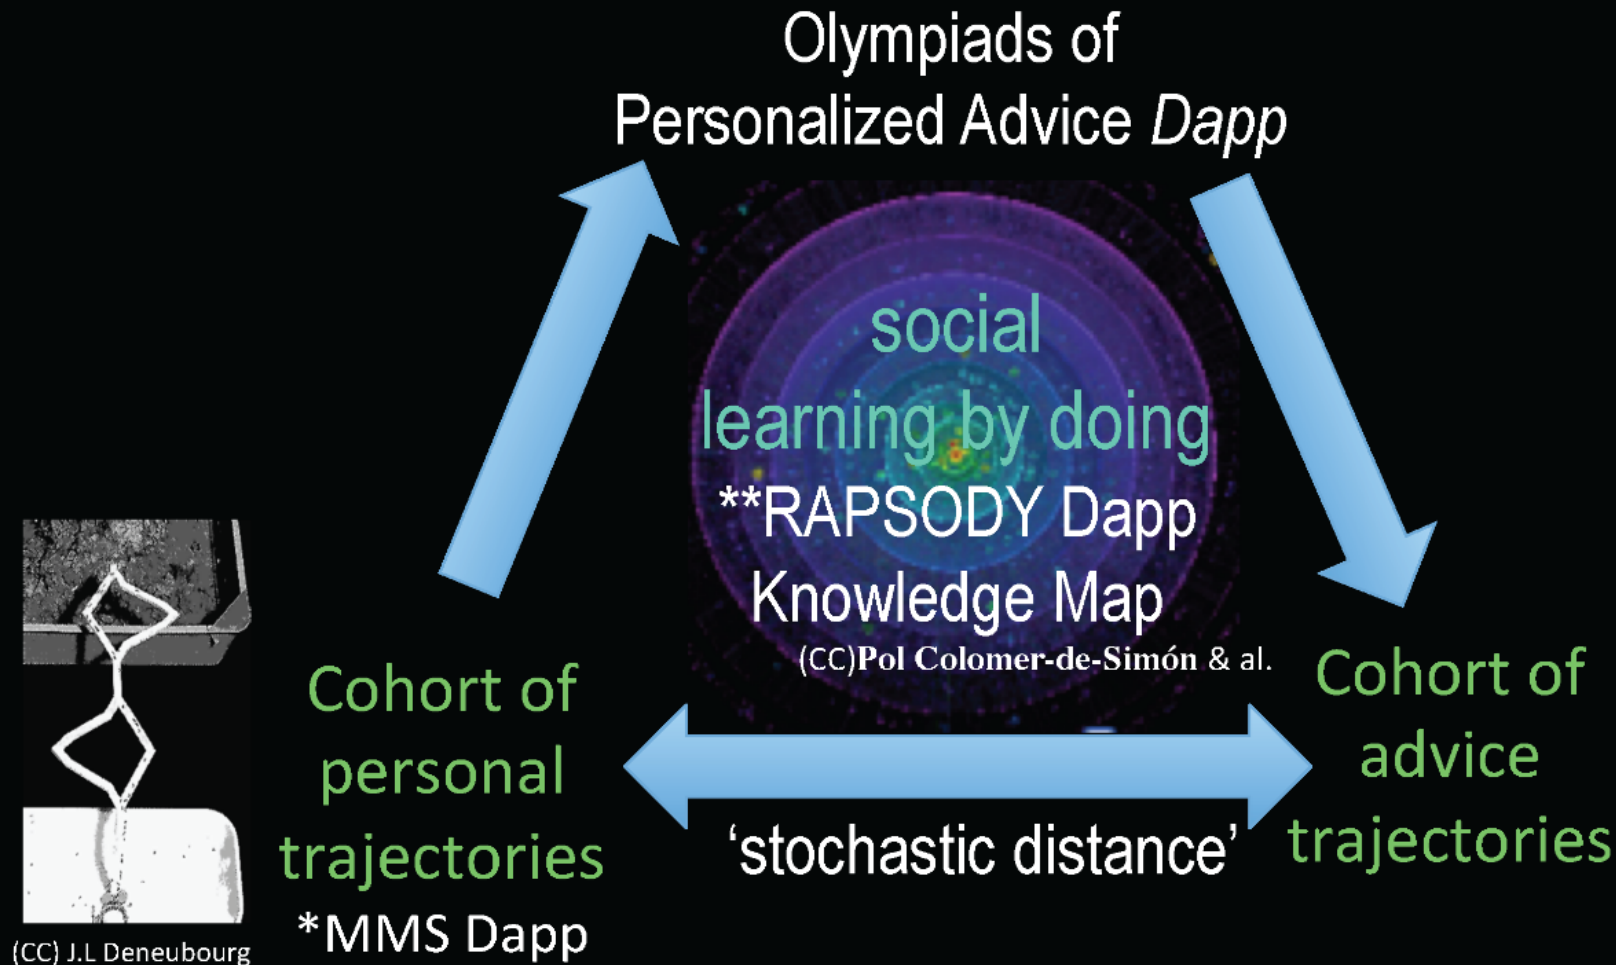 Olympiads of
Personalized Advice Dapp
social
learning by doing
**RAPSODY Dapp
Knowledge Map
(CC)Pol Colomer-de-Simón & al.
Cohort of
personal
trajectories
*MMS Dapp
(CC) J.L Deneubourg
‘stochastic distance’
Cohort of
advice
trajectories